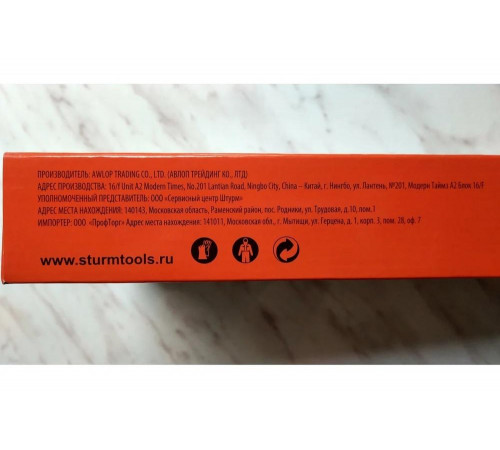 ПРОИЗВОДИТЕЛЬ: AWLOP TRADING CO., LTD. (АВЛОП ТРЕЙДИНГ КО., ЛТД)
АДРЕС ПРОИЗВОДСТВА: 16/F Unit A2 Modern Times, No.201 Lantian Road, Ningbo City, China – Китай, г. Нингбо, ул. Лантень, №201, Модерн Таймз А2 Блок 16/F
УПОЛНОМОЧЕННЫЙ ПРЕДСТАВИТЕЛЬ: ООО «Сервисный центр Штурм»
АДРЕС МЕСТА НАХОЖДЕНИЯ: 140143, Московская область, Раменский район, пос. Родники, ул. Трудовая, д.10, пом.1
ИМПОРТЕР: ООО «ПрофТорг» Адрес места нахождения: 141011, Московская обл., г. Мытищи, ул. Герцена, д. 1, корп. 3, пом. 28, оф. 7
www.sturmtools.ru